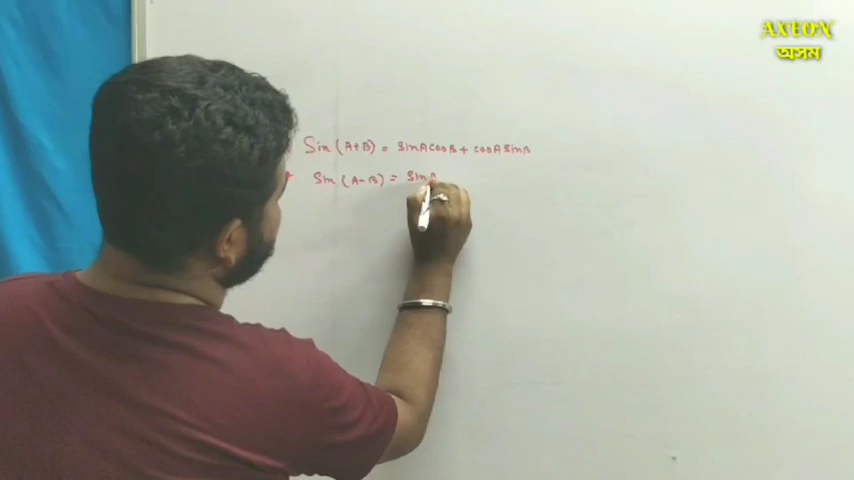 AXEON
অসম
Sin (A+B) = sinA cosB + cosA sinB
Sin (A-B) = sinA